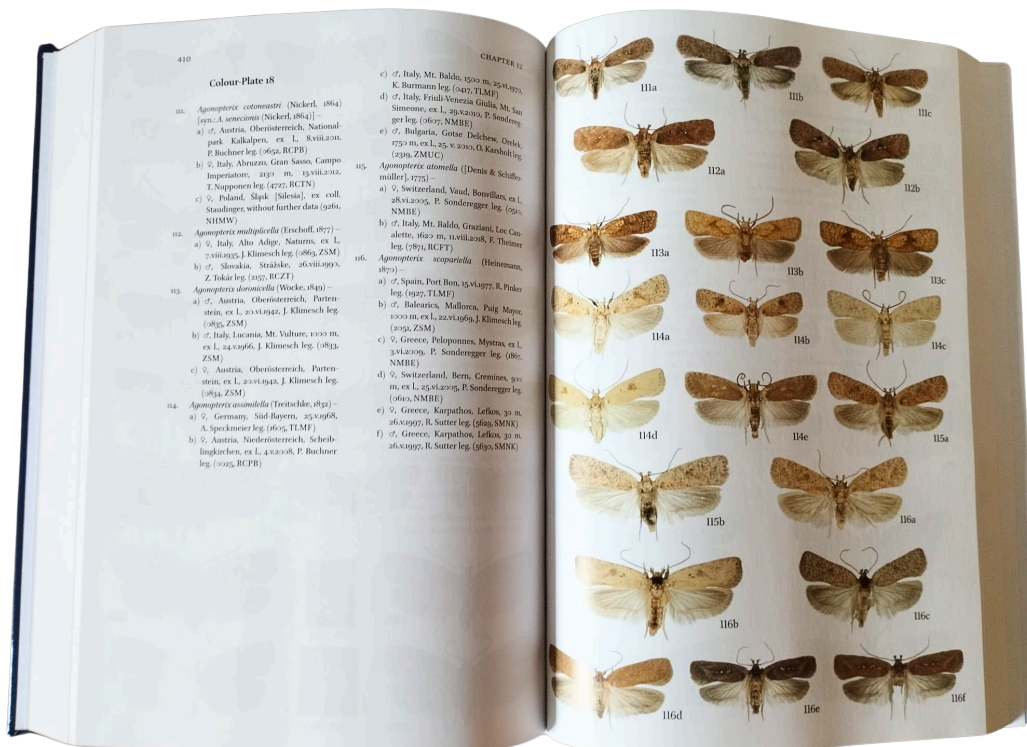 410
CHAPTER 12
Colour-Plate 18
111. Agonopterix cotoneastri (Nickerl, 1864)
[syn.: A. senecionis (Nickerl, 1864)] –
a) ♂, Austria, Oberösterreich, National-
park Kalkalpen, ex l., 8.viii.2011,
P. Buchner leg. (0652, RCPB)
b) ♀, Italy, Abruzzo, Gran Sasso, Campo
Imperiatore, 2130 m, 13.viii.2012,
T. Nupponen leg. (4727, RCTN)
c) ♀, Poland, Śląsk [Silesia], ex coll.
Staudinger, without further data (9261,
NHMW)
112. Agonopterix multiplicella (Erschoff, 1877) –
a) ♀, Italy, Alto Adige, Naturns, ex l.,
7.viii.1935, J. Klimesch leg. (0863, ZSM)
b) ♂, Slovakia, Strážske, 26.viii.1990,
Z. Tokár leg. (2157, RCZT)
113. Agonopterix doronicella (Wocke, 1849) –
a) ♂, Austria, Oberösterreich, Parten-
stein, ex l., 20.vi.1942, J. Klimesch leg.
(0835, ZSM)
b) ♂, Italy, Lucania, Mt. Vulture, 1000 m,
ex l., 24.v.1966, J. Klimesch leg. (0833,
ZSM)
c) ♀, Austria, Oberösterreich, Parten-
stein, ex l., 20.vi.1942, J. Klimesch leg.
(0834, ZSM)
114. Agonopterix assimilella (Treitschke, 1832) –
a) ♀, Germany, Süd-Bayern, 25.v.1968,
A. Speckmeier leg. (1605, TLMF)
b) ♀, Austria, Niederösterreich, Scheib-
lingkirchen, ex l., 4.v.2008, P. Buchner
leg. (0025, RCPB)
c) ♂, Italy, Mt. Baldo, 1500 m, 25.vi.1970,
K. Burmann leg. (0417, TLMF)
d) ♂, Italy, Friuli-Venezia Giulia, Mt. San
Simeone, ex l., 29.v.2010, P. Sondereg-
ger leg. (0607, NMBE)
e) ♂, Bulgaria, Gotse Delchew, Orelek,
1750 m, ex l., 25. v. 2010, O. Karsholt leg.
(2319, ZMUC)
115. Agonopterix atomella ([Denis & Schiffer-
müller], 1775) –
a) ♀, Switzerland, Vaud, Bonvillars, ex l.,
28.vi.2005, P. Sonderegger leg. (0510,
NMBE)
b) ♂, Italy, Mt. Baldo, Graziani, Loc Can-
alette, 1620 m, 11.viii.2018, F. Theimer
leg. (7871, RCFT)
116. Agonopterix scopariella (Heinemann,
1870) –
a) ♂, Spain, Port Bon, 15.vi.1977, R. Pinker
leg. (1927, TLMF)
b) ♂, Balearics, Mallorca, Puig Mayor,
1000 m, ex l., 22.vi.1969, J. Klimesch leg.
(2051, ZSM)
c) ♀, Greece, Peloponnes, Mystras, ex l.,
3.vi.2009, P. Sonderegger leg. (1867,
NMBE)
d) ♀, Switzerland, Bern, Cremines, 920
m, ex l., 25.vi.2005, P. Sonderegger leg.
(0610, NMBE)
e) ♀, Greece, Karpathos, Lefkos, 30 m,
26.v.1997, R. Sutter leg. (5629, SMNK)
f) ♂, Greece, Karpathos, Lefkos, 30 m,
26.v.1997, R. Sutter leg. (5630, SMNK)
111a
111b
111c
112a
112b
113a
113b
113c
114a
114b
114c
114d
114e
115a
115b
116a
116b
116c
116d
116e
116f